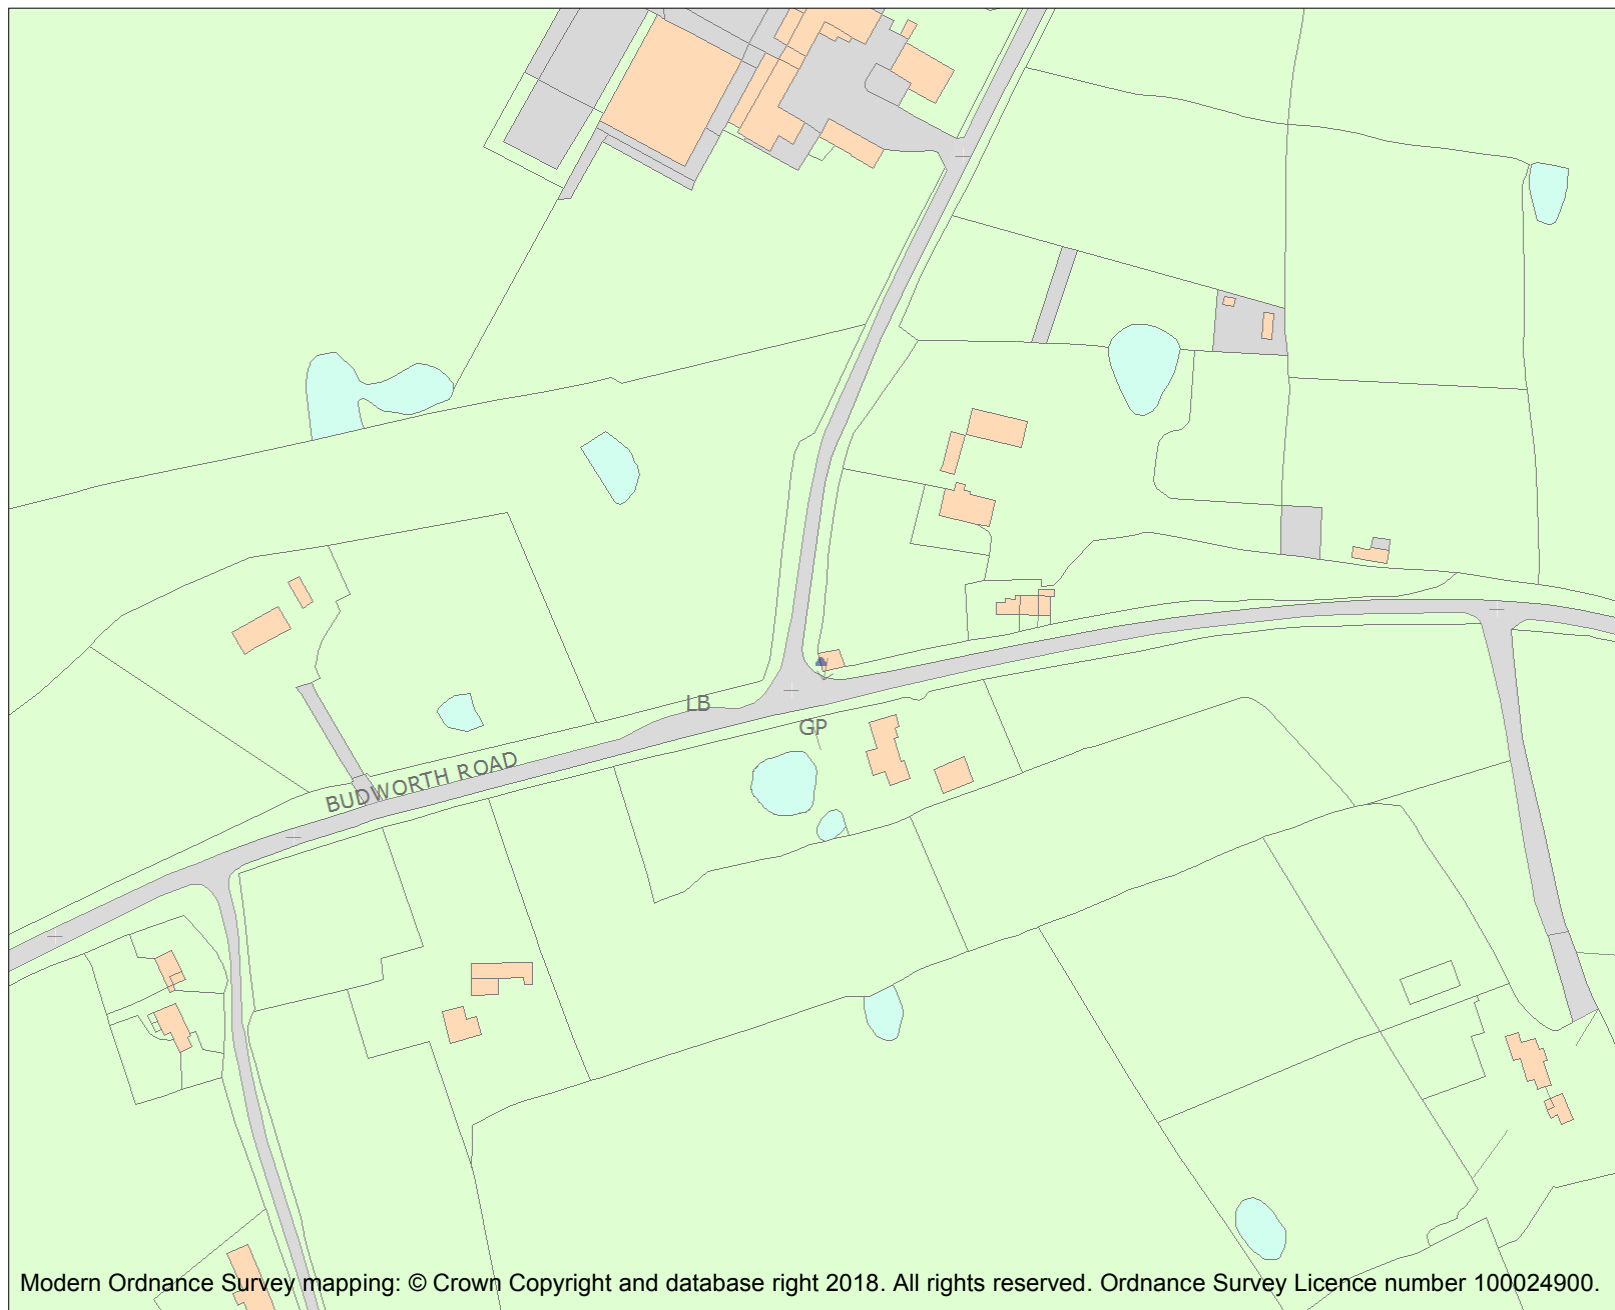 LB
GP
BUDWORTH ROAD
Modern Ordnance Survey mapping: © Crown Copyright and database right 2018. All rights reserved. Ordnance Survey Licence number 100024900.